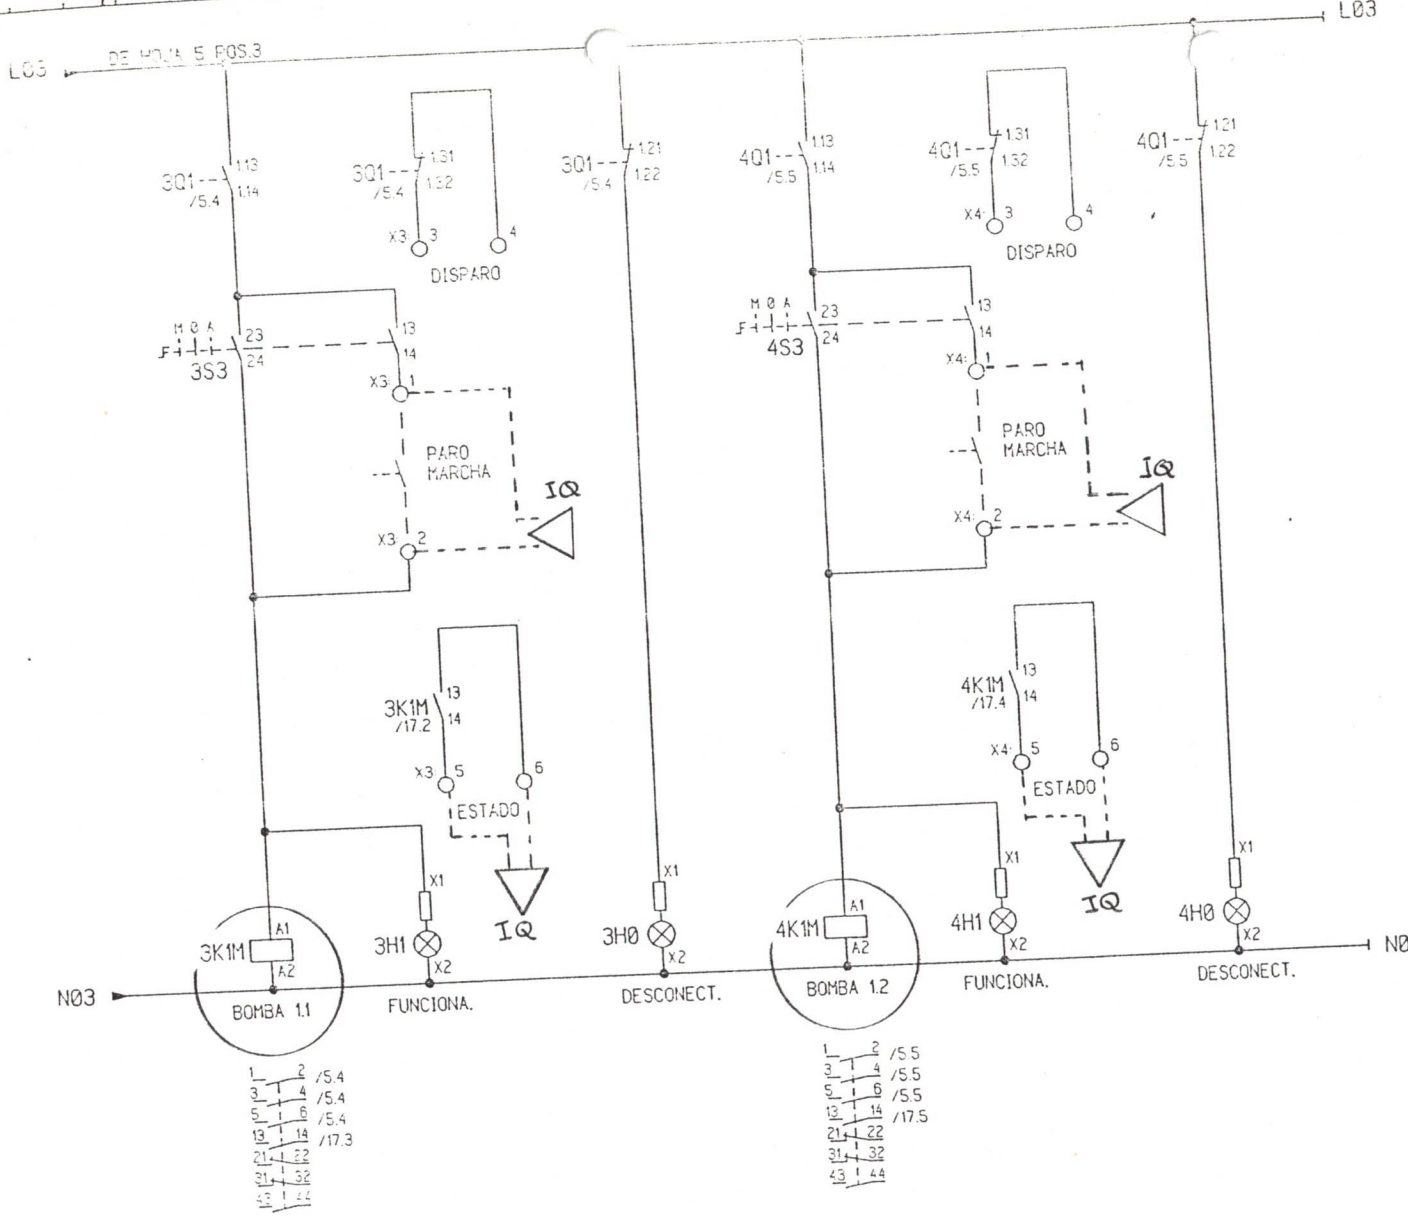 L03
DE HOJA 5 POS.3
L03
3Q1
/5.4
1.13
1.14
3Q1
/5.4
1.31
1.32
X3: 3
4
DISPARO
3Q1
/5.4
1.21
1.22
4Q1
/5.5
1.13
1.14
4Q1
/5.5
1.31
1.32
X4: 3
4
DISPARO
4Q1
/5.5
1.21
1.22
M 0 A
3S3
23
24
13
14
X3: 1
PARO
MARCHA
X3: 2
IQ
M 0 A
4S3
23
24
13
14
X4: 1
PARO
MARCHA
X4: 2
IQ
3K1M
/17.2
13
14
X3: 5
6
ESTADO
IQ
4K1M
/17.4
13
14
X4: 5
6
ESTADO
IQ
3K1M
A1
A2
BOMBA 1.1
3H1
X1
X2
FUNCIONA.
3H0
X1
X2
DESCONECT.
4K1M
A1
A2
BOMBA 1.2
4H1
X1
X2
FUNCIONA.
4H0
X1
X2
DESCONECT.
N03
N0
1 2 /5.4
3 4 /5.4
5 6 /5.4
13 14 /17.3
21 22
31 32
43 44
1 2 /5.5
3 4 /5.5
5 6 /5.5
13 14 /17.5
21 22
31 32
43 44